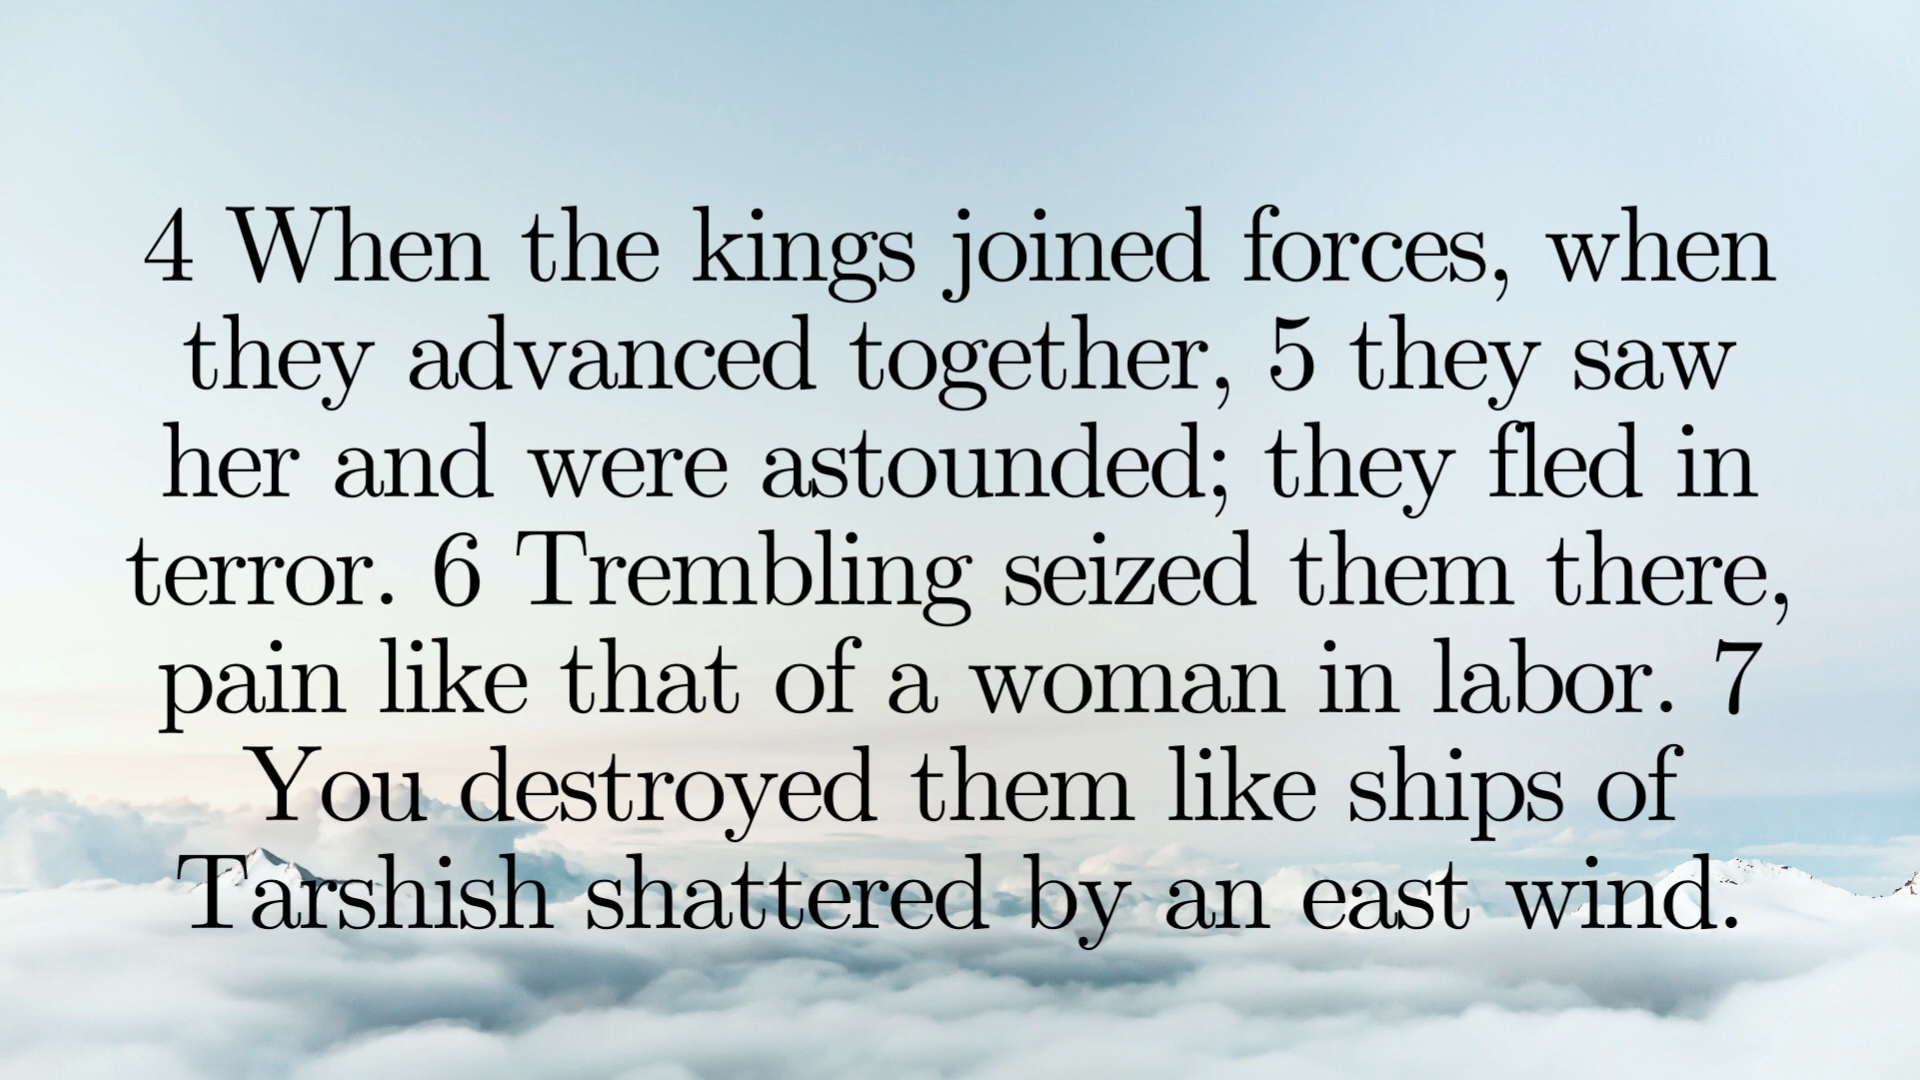 4 When the kings joined forces, when
they advanced together, 5 they saw
her and were astounded; they fled in
terror. 6 Trembling seized them there,
pain like that of a woman in labor. 7
You destroyed them like ships of
Tarshish shattered by an east wind.